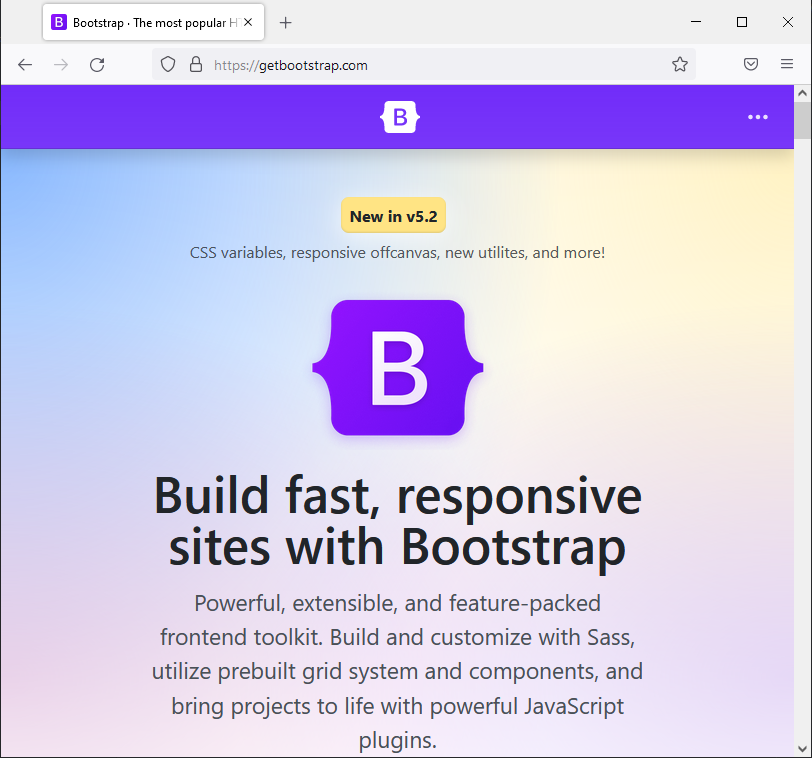 Bootstrap · The most popular H
https://getbootstrap.com
B
New in v5.2
CSS variables, responsive offcanvas, new utilites, and more!
B
Build fast, responsive
sites with Bootstrap
Powerful, extensible, and feature-packed
frontend toolkit. Build and customize with Sass,
utilize prebuilt grid system and components, and
bring projects to life with powerful JavaScript
plugins.